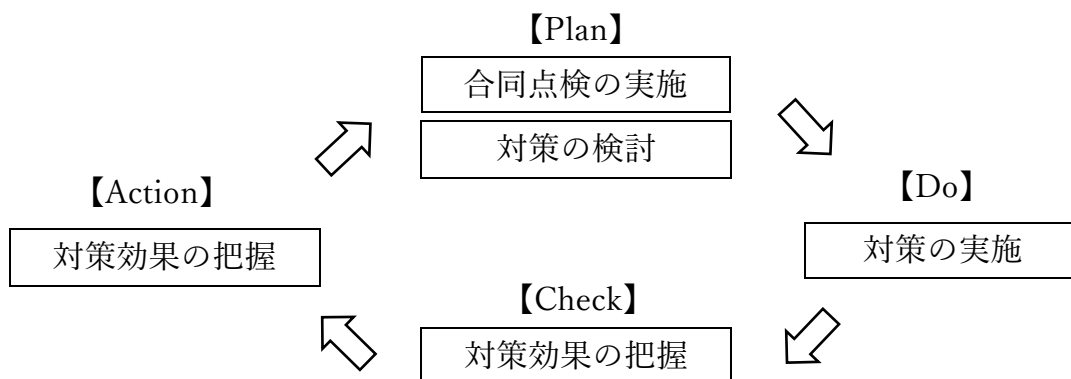 【Plan】
合同点検の実施
対策の検討
【Action】
【Do】
対策効果の把握
対策の実施
【Check】
対策効果の把握